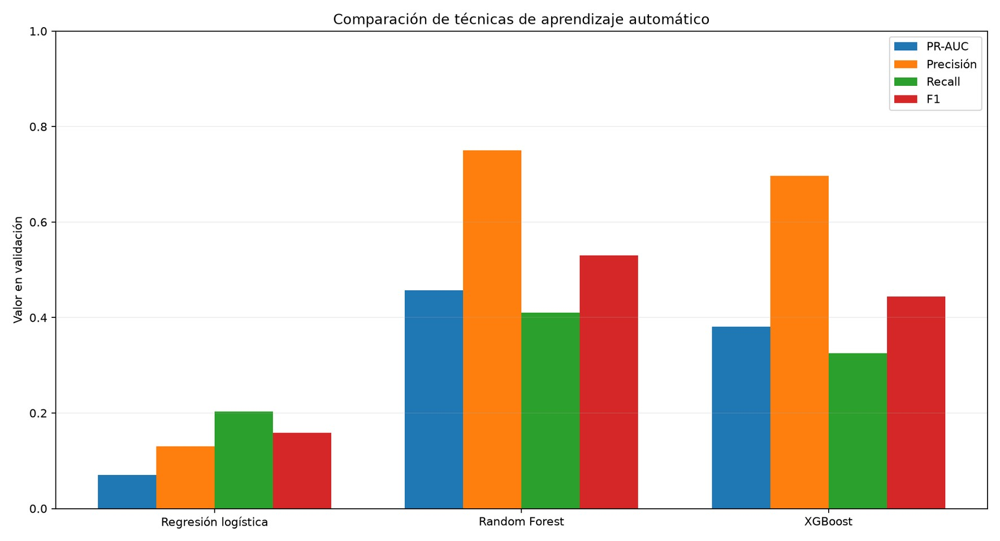 Comparación de técnicas de aprendizaje automático
1.0
0.8
0.6
0.4
0.2
0.0
Valor en validación
PR-AUC
Precisión
Recall
F1
Regresión logística
Random Forest
XGBoost